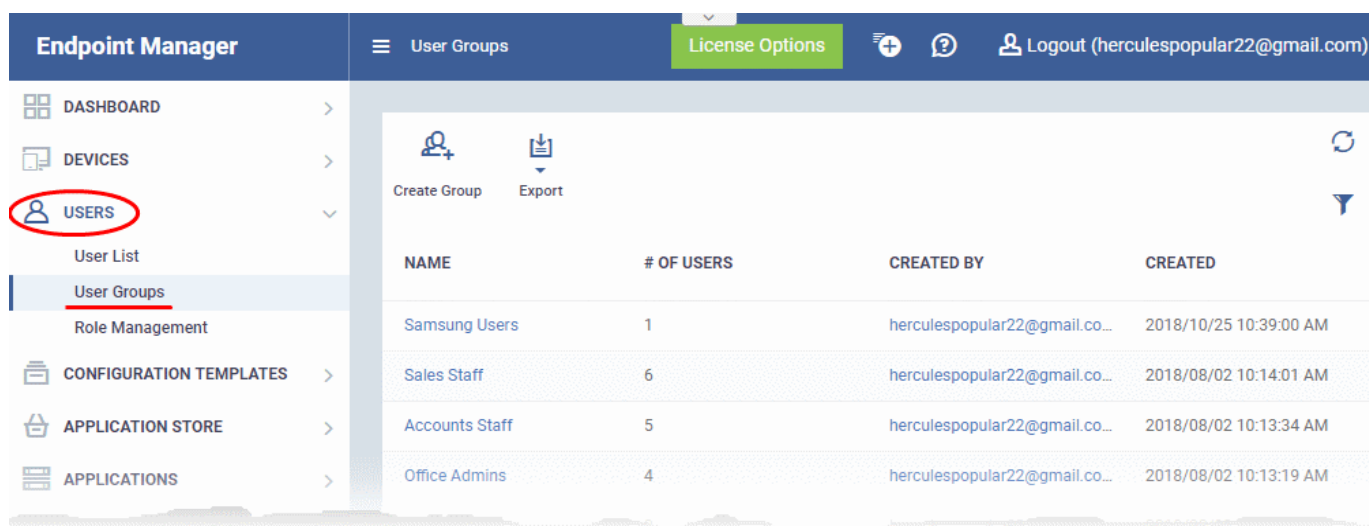 Endpoint Manager
User Groups
License Options
Logout (herculespopular22@gmail.com)
DASHBOARD
DEVICES
USERS
User List
User Groups
Role Management
CONFIGURATION TEMPLATES
APPLICATION STORE
APPLICATIONS
Create Group Export
NAME # OF USERS CREATED BY CREATED
Samsung Users 1 herculespopular22@gmail.co... 2018/10/25 10:39:00 AM
Sales Staff 6 herculespopular22@gmail.co... 2018/08/02 10:14:01 AM
Accounts Staff 5 herculespopular22@gmail.co... 2018/08/02 10:13:34 AM
Office Admins 4 herculespopular22@gmail.co... 2018/08/02 10:13:19 AM